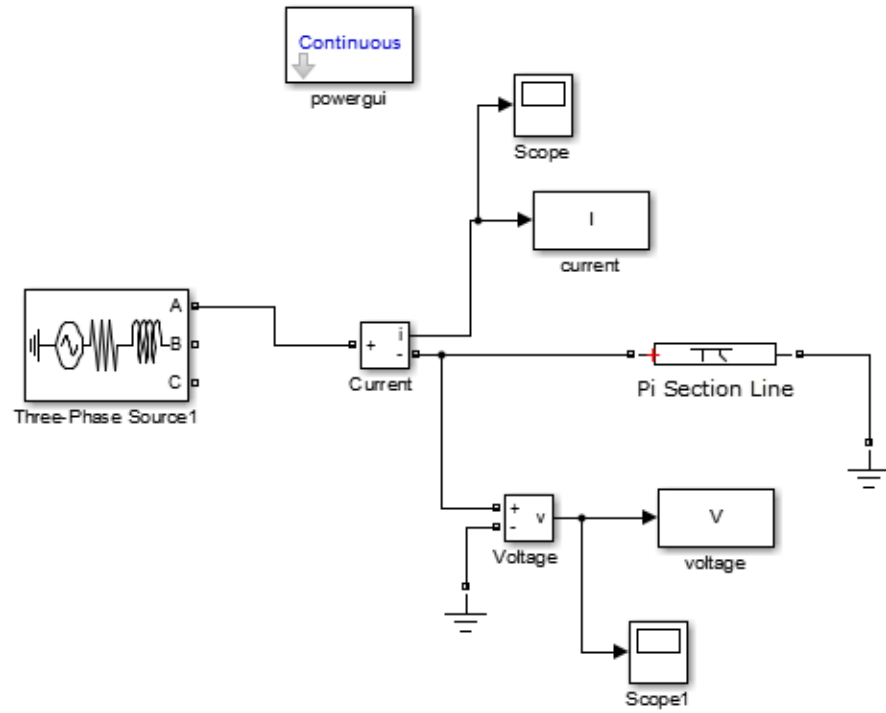 Continuous
powergui
Scope
I
current
A
B
C
Three-Phase Source1
+
i
-
Current
Pi Section Line
+
-
v
Voltage
V
voltage
Scope1